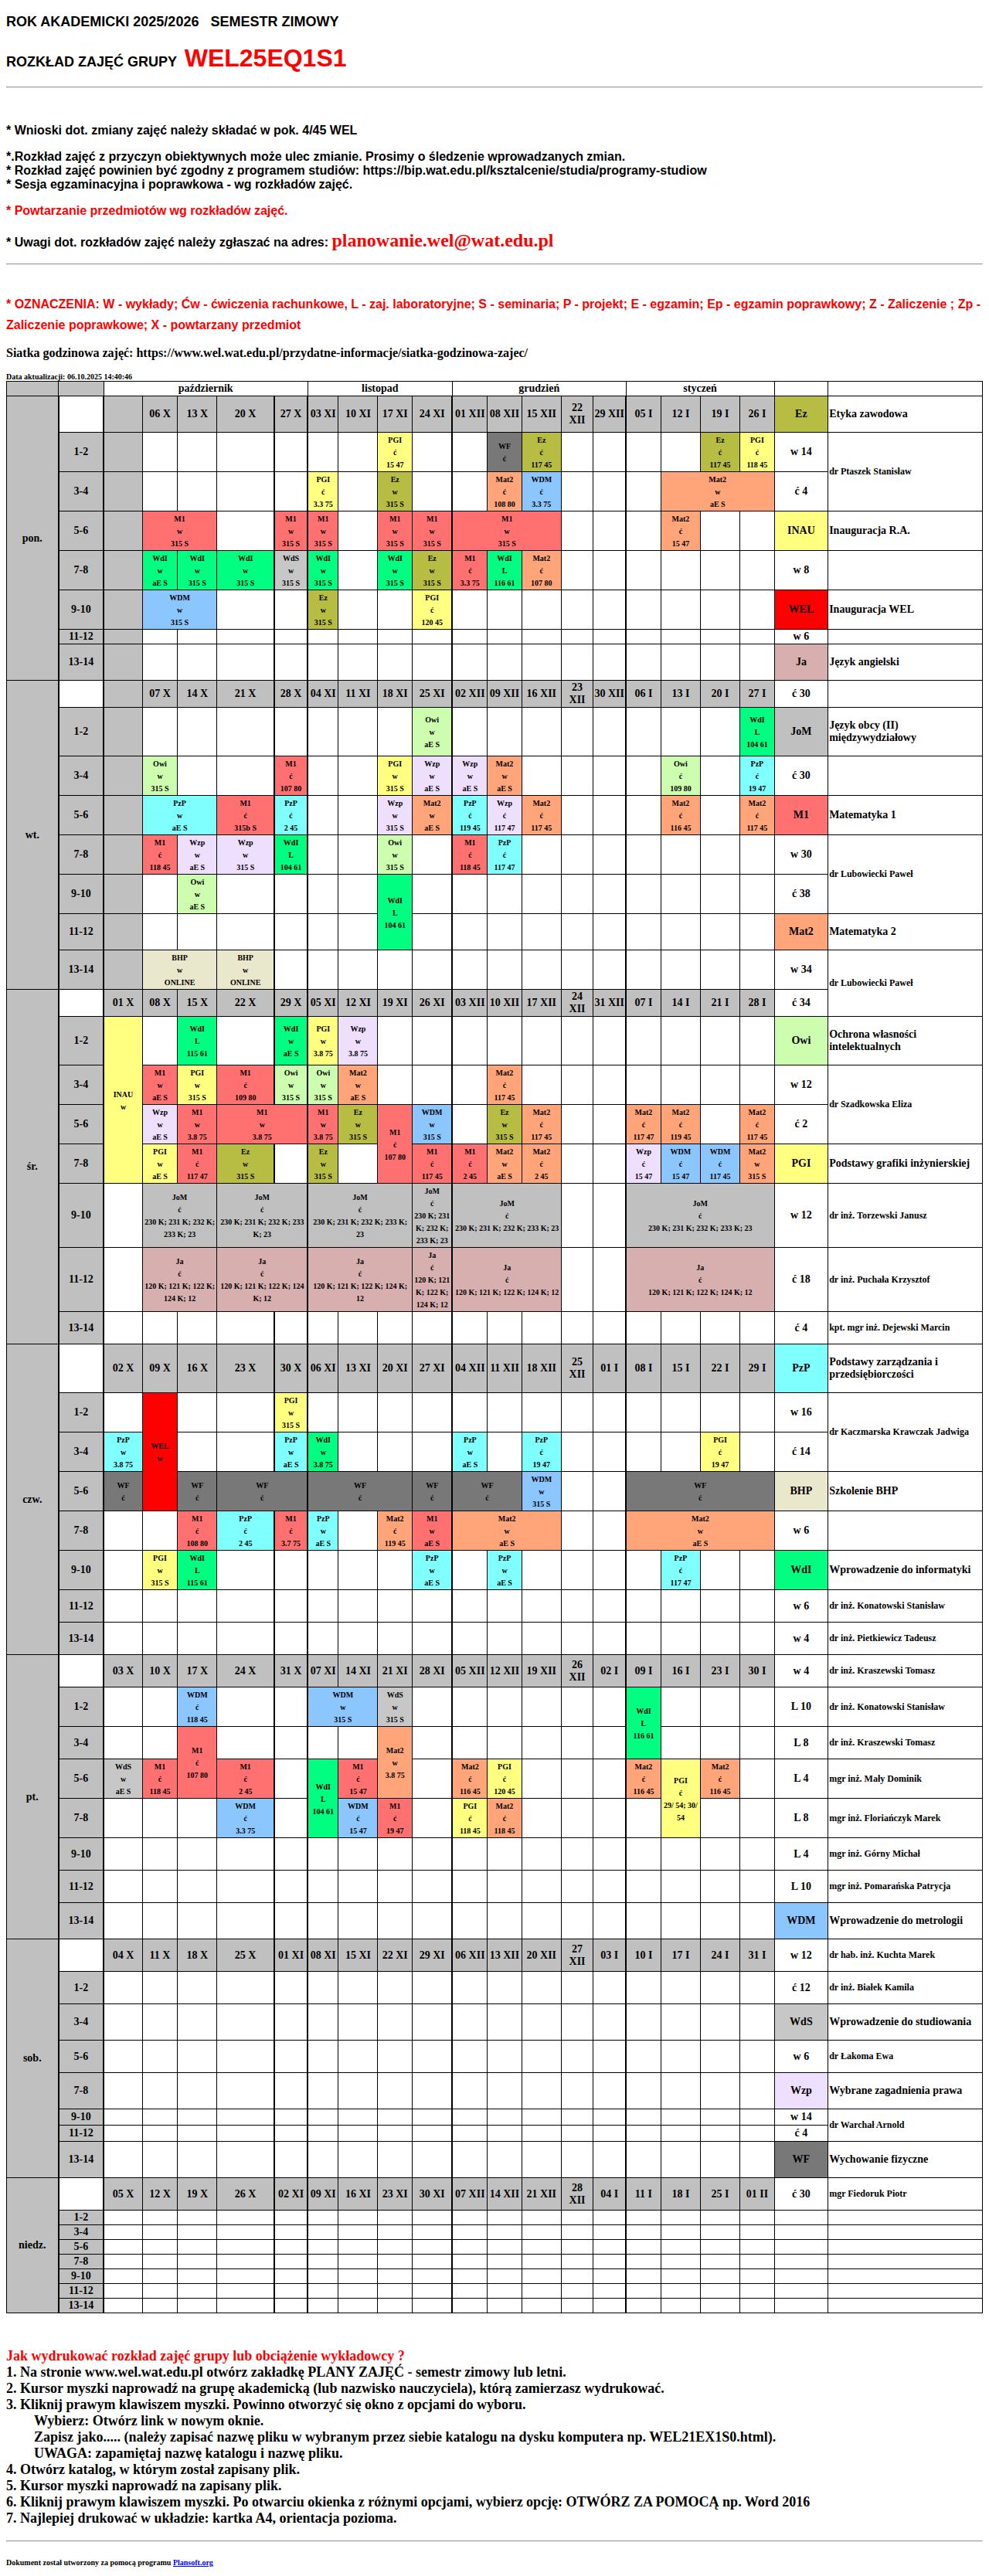 ROK AKADEMICKI 2025/2026 SEMESTR ZIMOWY
ROZKŁAD ZAJĘĆ GRUPY WEL25EQ1S1
* Wnioski dot. zmiany zajęć należy składać w pok. 4/45 WEL
*.Rozkład zajęć z przyczyn obiektywnych może ulec zmianie. Prosimy o śledzenie wprowadzanych zmian.
* Rozkład zajęć powinien być zgodny z programem studiów: https://bip.wat.edu.pl/ksztalcenie/studia/programy-studiow
* Sesja egzaminacyjna i poprawkowa - wg rozkładów zajęć.
* Powtarzanie przedmiotów wg rozkładów zajęć.
* Uwagi dot. rozkładów zajęć należy zgłaszać na adres: planowanie.wel@wat.edu.pl
* OZNACZENIA: W - wykłady; Ćw - ćwiczenia rachunkowe, L - zaj. laboratoryjne; S - seminaria; P - projekt; E - egzamin; Ep - egzamin poprawkowy; Z - Zaliczenie ; Zp -
Zaliczenie poprawkowe; X - powtarzany przedmiot
Siatka godzinowa zajęć: https://www.wel.wat.edu.pl/przydatne-informacje/siatka-godzinowa-zajec/
Data aktualizacji: 06.10.2025 14:40:46
październik listopad grudzień styczeń
pon. 06 X 13 X 20 X 27 X 03 XI 10 XI 17 XI 24 XI 01 XII 08 XII 15 XII 22 XII 29 XII 05 I 12 I 19 I 26 I Ez Etyka zawodowa
1-2 PGI ć 15 47 WF ć Ez ć 117 45 Ez ć 117 45 PGI ć 118 45 w 14 dr Ptaszek Stanisław
3-4 PGI ć 3.3 75 Ez w 315 S Mat2 ć 108 80 WDM ć 3.3 75 Mat2 w aE S ć 4
5-6 M1 w 315 S M1 w 315 S M1 w 315 S M1 w 315 S M1 w 315 S M1 w 315 S Mat2 ć 15 47 INAU Inauguracja R.A.
7-8 WdI w aE S WdI w 315 S WdI w 315 S WdS w 315 S WdI w 315 S WdI w 315 S Ez w 315 S M1 ć 3.3 75 WdI L 116 61 Mat2 ć 107 80 w 8
9-10 WDM w 315 S Ez w 315 S PGI ć 120 45 WEL Inauguracja WEL
11-12 w 6
13-14 Ja Język angielski
wt. 07 X 14 X 21 X 28 X 04 XI 11 XI 18 XI 25 XI 02 XII 09 XII 16 XII 23 XII 30 XII 06 I 13 I 20 I 27 I ć 30
1-2 Owi w aE S WdI L 104 61 JoM Język obcy (II) międzywydziałowy
3-4 Owi w 315 S M1 ć 107 80 PGI w 315 S Wzp w aE S Wzp w aE S Mat2 w aE S Owi ć 109 80 PzP ć 19 47 ć 30
5-6 PzP w aE S M1 ć 315b S PzP ć 2 45 Wzp w 315 S Mat2 w aE S PzP ć 119 45 Wzp ć 117 47 Mat2 ć 117 45 Mat2 ć 116 45 Mat2 ć 117 45 M1 Matematyka 1
7-8 M1 ć 118 45 Wzp w aE S Wzp w 315 S WdI L 104 61 Owi w 315 S M1 ć 118 45 PzP ć 117 47 w 30 dr Lubowiecki Paweł
9-10 Owi w aE S WdI L 104 61 ć 38
11-12 Mat2 Matematyka 2
13-14 BHP w ONLINE BHP w ONLINE w 34 dr Lubowiecki Paweł
śr. 01 X 08 X 15 X 22 X 29 X 05 XI 12 XI 19 XI 26 XI 03 XII 10 XII 17 XII 24 XII 31 XII 07 I 14 I 21 I 28 I ć 34
1-2 INAU w WdI L 115 61 WdI w aE S PGI w 3.8 75 Wzp w 3.8 75 Owi Ochrona własności intelektualnych
3-4 M1 w aE S PGI w 315 S M1 ć 109 80 Owi w 315 S Owi w 315 S Mat2 w aE S Mat2 ć 117 45 w 12 dr Szadkowska Eliza
5-6 Wzp w aE S M1 w 3.8 75 M1 w 3.8 75 M1 w 3.8 75 Ez w 315 S M1 ć 107 80 WDM w 315 S Ez w 315 S Mat2 ć 117 45 Mat2 ć 117 47 Mat2 ć 119 45 Mat2 ć 117 45 ć 2
7-8 PGI w aE S M1 ć 117 47 Ez w 315 S Ez w 315 S M1 ć 117 45 M1 ć 2 45 Mat2 w aE S Mat2 ć 2 45 Wzp ć 15 47 WDM ć 15 47 WDM ć 117 45 Mat2 w 315 S PGI Podstawy grafiki inżynierskiej
9-10 JoM ć 230 K; 231 K; 232 K; 233 K; 23 JoM ć 230 K; 231 K; 232 K; 233 K; 23 JoM ć 230 K; 231 K; 232 K; 233 K; 23 JoM ć 230 K; 231 K; 232 K; 233 K; 23 JoM ć 230 K; 231 K; 232 K; 233 K; 23 JoM ć 230 K; 231 K; 232 K; 233 K; 23 w 12 dr inż. Torzewski Janusz
11-12 Ja ć 120 K; 121 K; 122 K; 124 K; 12 Ja ć 120 K; 121 K; 122 K; 124 K; 12 Ja ć 120 K; 121 K; 122 K; 124 K; 12 Ja ć 120 K; 121 K; 122 K; 124 K; 12 Ja ć 120 K; 121 K; 122 K; 124 K; 12 Ja ć 120 K; 121 K; 122 K; 124 K; 12 ć 18 dr inż. Puchała Krzysztof
13-14 ć 4 kpt. mgr inż. Dejewski Marcin
czw. 02 X 09 X 16 X 23 X 30 X 06 XI 13 XI 20 XI 27 XI 04 XII 11 XII 18 XII 25 XII 01 I 08 I 15 I 22 I 29 I PzP Podstawy zarządzania i przedsiębiorczości
1-2 WEL w PGI w 315 S w 16 dr Kaczmarska Krawczak Jadwiga
3-4 PzP w 3.8 75 PzP w aE S WdI w 3.8 75 PzP w aE S PzP ć 19 47 PGI ć 19 47 ć 14
5-6 WF ć WF ć WF ć WF ć WF ć WF ć WDM w 315 S WF ć BHP Szkolenie BHP
7-8 M1 ć 108 80 PzP ć 2 45 M1 ć 3.7 75 PzP w aE S Mat2 ć 119 45 M1 w aE S Mat2 w aE S Mat2 w aE S w 6
9-10 PGI w 315 S WdI L 115 61 PzP w aE S PzP w aE S PzP ć 117 47 WdI Wprowadzenie do informatyki
11-12 w 6 dr inż. Konatowski Stanisław
13-14 w 4 dr inż. Pietkiewicz Tadeusz
pt. 03 X 10 X 17 X 24 X 31 X 07 XI 14 XI 21 XI 28 XI 05 XII 12 XII 19 XII 26 XII 02 I 09 I 16 I 23 I 30 I w 4 dr inż. Kraszewski Tomasz
1-2 WDM ć 118 45 WDM w 315 S WdS w 315 S WdI L 116 61 L 10 dr inż. Konatowski Stanisław
3-4 M1 ć 107 80 Mat2 w 3.8 75 L 8 dr inż. Kraszewski Tomasz
5-6 WdS w aE S M1 ć 118 45 M1 ć 2 45 WdI L 104 61 M1 ć 15 47 Mat2 ć 116 45 PGI ć 120 45 Mat2 ć 116 45 PGI ć 29/ 54; 30/ 54 Mat2 ć 116 45 L 4 mgr inż. Mały Dominik
7-8 WDM ć 3.3 75 WDM ć 15 47 M1 ć 19 47 PGI ć 118 45 Mat2 ć 118 45 L 8 mgr inż. Floriańczyk Marek
9-10 L 4 mgr inż. Górny Michał
11-12 L 10 mgr inż. Pomarańska Patrycja
13-14 WDM Wprowadzenie do metrologii
sob. 04 X 11 X 18 X 25 X 01 XI 08 XI 15 XI 22 XI 29 XI 06 XII 13 XII 20 XII 27 XII 03 I 10 I 17 I 24 I 31 I w 12 dr hab. inż. Kuchta Marek
1-2 ć 12 dr inż. Białek Kamila
3-4 WdS Wprowadzenie do studiowania
5-6 w 6 dr Łakoma Ewa
7-8 Wzp Wybrane zagadnienia prawa
9-10 w 14 dr Warchał Arnold
11-12 ć 4
13-14 WF Wychowanie fizyczne
niedz. 05 X 12 X 19 X 26 X 02 XI 09 XI 16 XI 23 XI 30 XI 07 XII 14 XII 21 XII 28 XII 04 I 11 I 18 I 25 I 01 II ć 30 mgr Fiedoruk Piotr
1-2
3-4
5-6
7-8
9-10
11-12
13-14
Jak wydrukować rozkład zajęć grupy lub obciążenie wykładowcy ?
1. Na stronie www.wel.wat.edu.pl otwórz zakładkę PLANY ZAJĘĆ - semestr zimowy lub letni.
2. Kursor myszki naprowadź na grupę akademicką (lub nazwisko nauczyciela), którą zamierzasz wydrukować.
3. Kliknij prawym klawiszem myszki. Powinno otworzyć się okno z opcjami do wyboru.
Wybierz: Otwórz link w nowym oknie.
Zapisz jako..... (należy zapisać nazwę pliku w wybranym przez siebie katalogu na dysku komputera np. WEL21EX1S0.html).
UWAGA: zapamiętaj nazwę katalogu i nazwę pliku.
4. Otwórz katalog, w którym został zapisany plik.
5. Kursor myszki naprowadź na zapisany plik.
6. Kliknij prawym klawiszem myszki. Po otwarciu okienka z różnymi opcjami, wybierz opcję: OTWÓRZ ZA POMOCĄ np. Word 2016
7. Najlepiej drukować w układzie: kartka A4, orientacja pozioma.
Dokument został utworzony za pomocą programu Plansoft.org